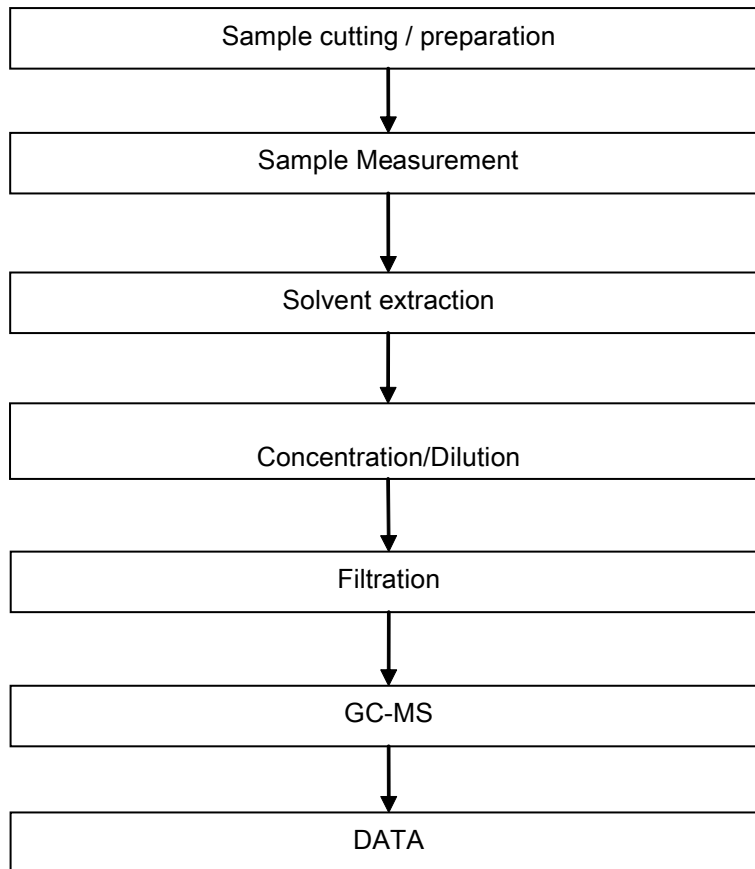 Sample cutting / preparation
Sample Measurement
Solvent extraction
Concentration/Dilution
Filtration
GC-MS
DATA